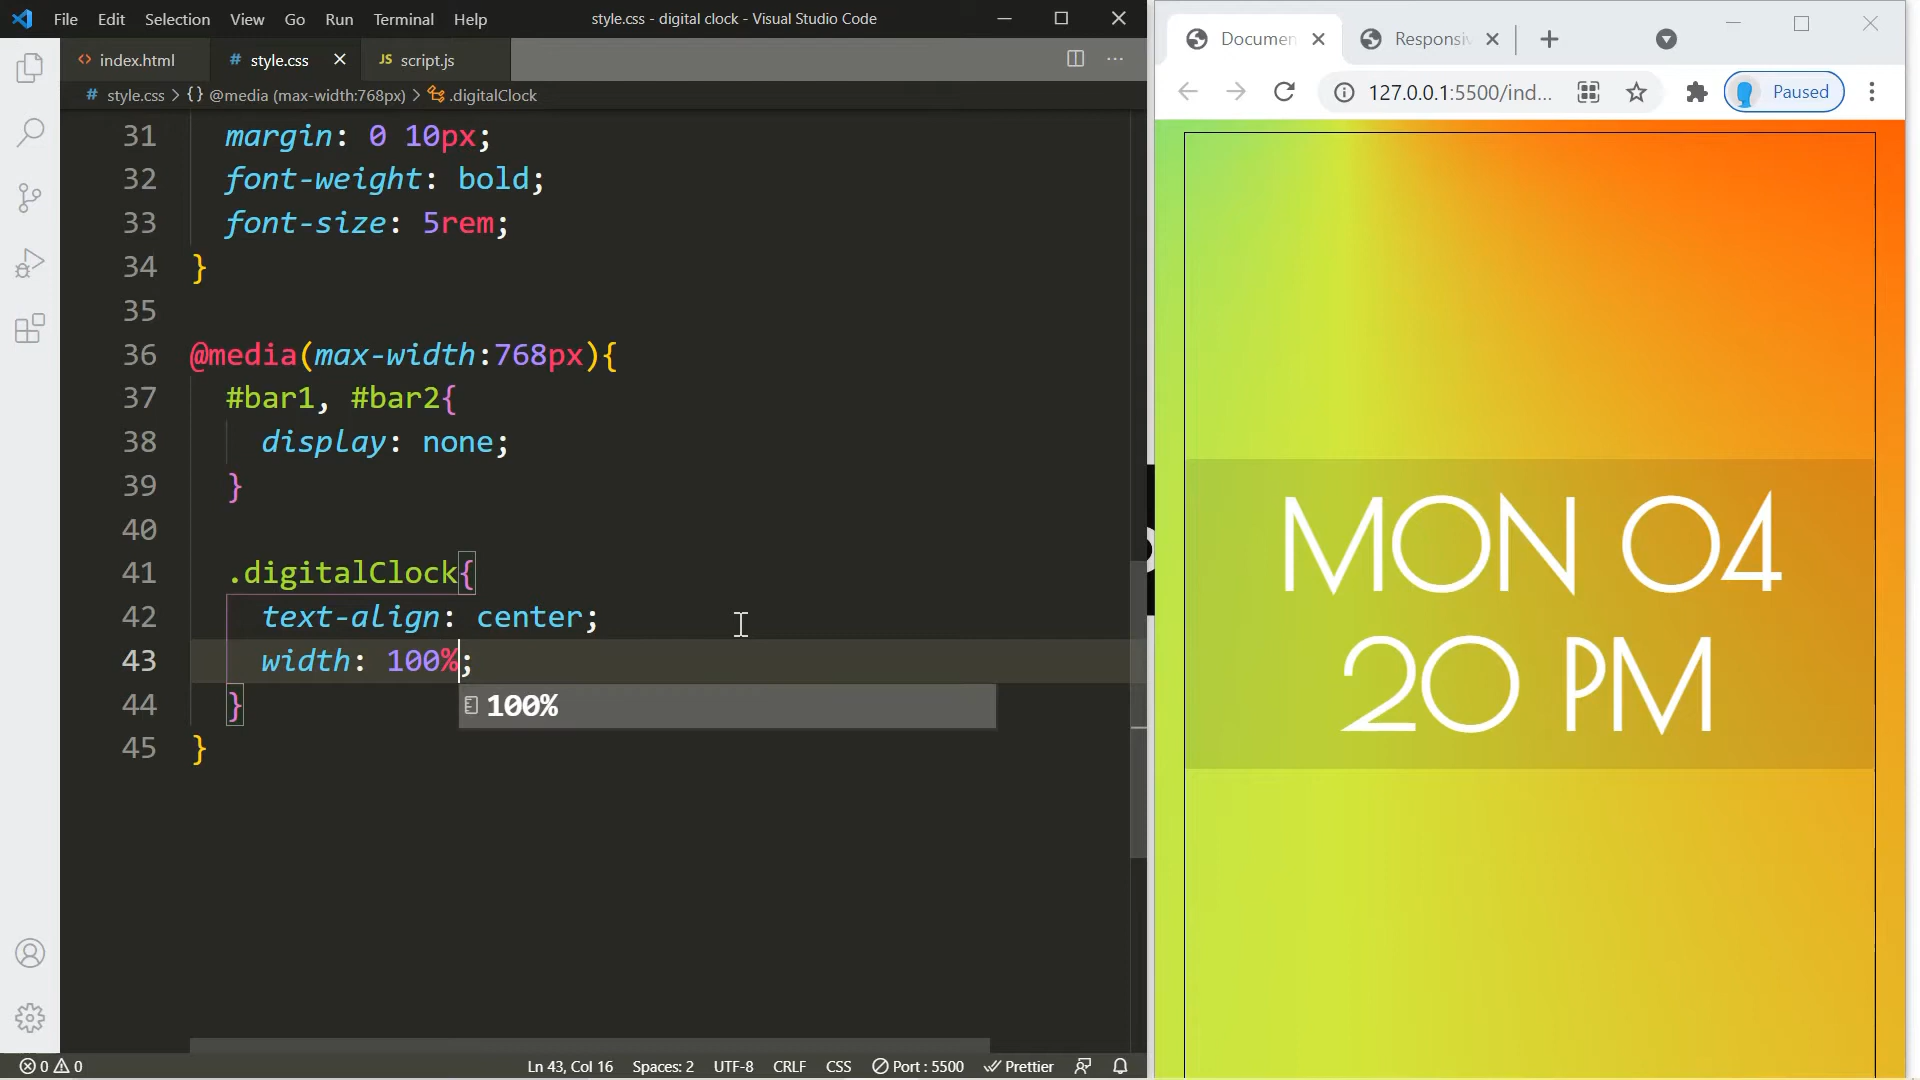 File Edit Selection View Go Run Terminal Help
style.css - digital clock - Visual Studio Code
index.html
# style.css
JS script.js
# style.css > {} @media (max-width:768px) > .digitalClock
31 margin: 0 10px;
32 font-weight: bold;
33 font-size: 5rem;
34 }
35
36 @media(max-width:768px){
37 #bar1, #bar2{
38 display: none;
39 }
40
41 .digitalClock{
42 text-align: center;
43 width: 100%;
44 }
100%
45 }
0 0 Ln 43, Col 16 Spaces: 2 UTF-8 CRLF CSS Port : 5500 Prettier
Documen
Responsiv
127.0.0.1:5500/ind...
Paused
MON 04
20 PM